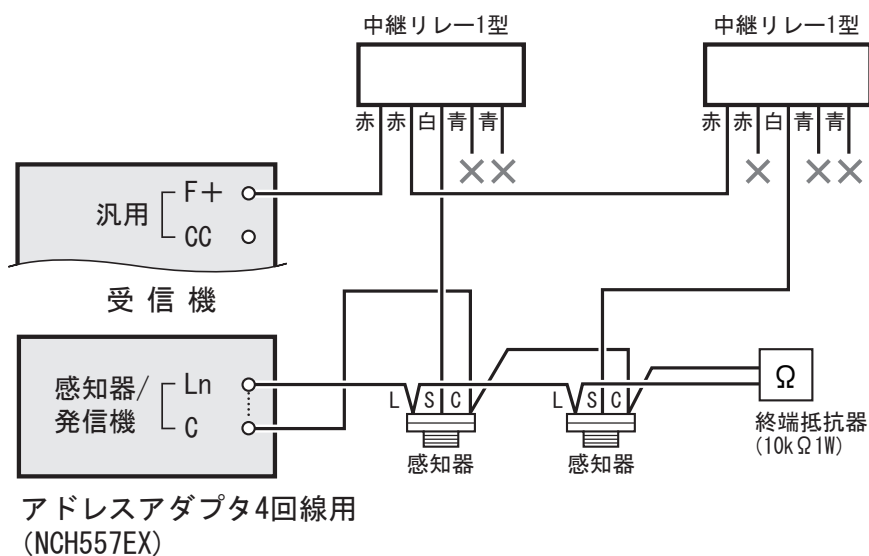 中継リレー1型
中継リレー1型
赤 赤 白 青 青
赤 赤 白 青 青
汎用
F+
CC
受信機
感知器/
発信機
Ln
C
L S C
L S C
Ω
感知器
感知器
終端抵抗器
(10kΩ1W)
アドレスアダプタ4回線用
(NCH557EX)